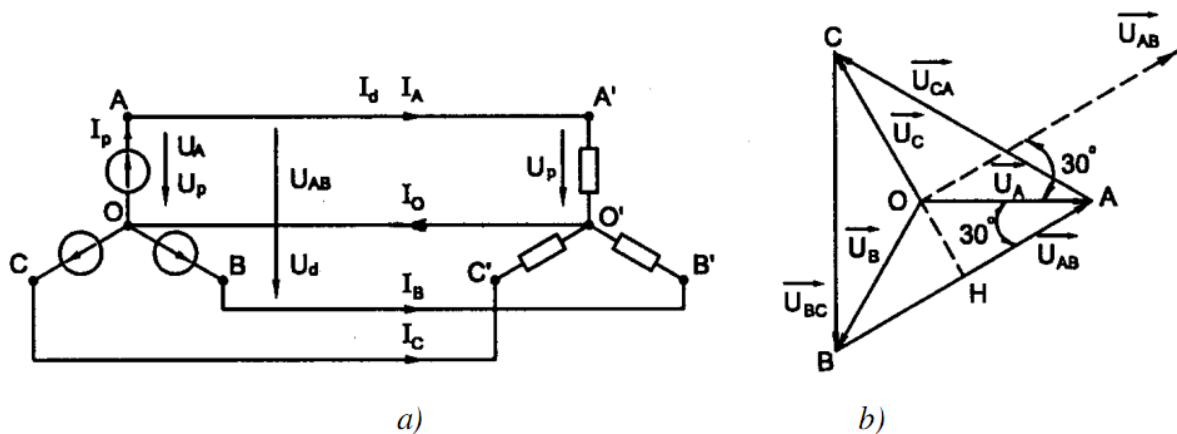 A I_d I_A A'
I_p U_A U_p U_AB U_p
O I_O O'
C B U_d C' B'
I_B
I_C
a)
C U_AB
U_CA
U_C 30°
O U_A A
U_B 30° U_AB
U_BC H
B
b)